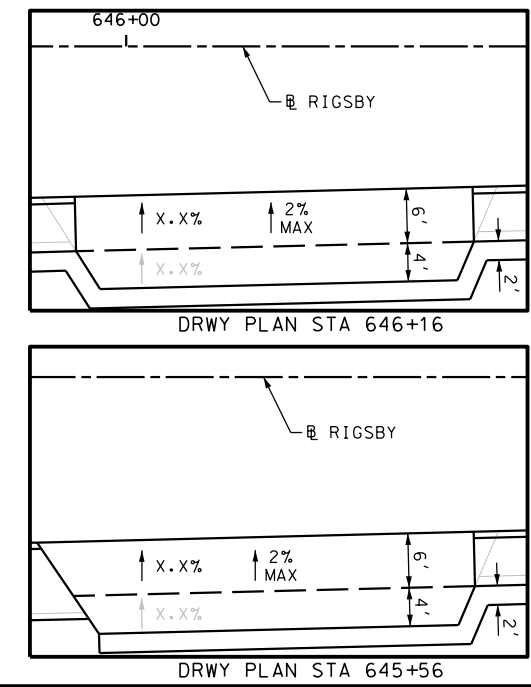 646+00
℄ RIGSBY
X.X%
2%
MAX
6'
X.X%
4'
2'
DRWY PLAN STA 646+16
℄ RIGSBY
X.X%
2%
MAX
6'
X.X%
4'
2'
DRWY PLAN STA 645+56